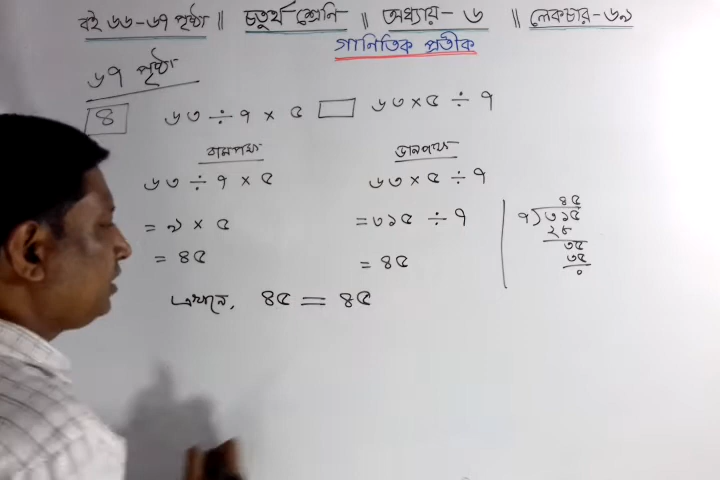 বই ৬৬-৬৭ পৃষ্ঠা || চতুর্থ শ্রেণি || অধ্যায়- ৬ || লেকচার-৬৯
গানিতিক প্রতীক
৬৭ পৃষ্ঠা
৪ ৬৩ ÷ ৭ × ৫ □ ৬৩ × ৫ ÷ ৭
বামপক্ষ
৬৩ ÷ ৭ × ৫
= ৯ × ৫
= ৪৫
ডানপক্ষ
৬৩ × ৫ ÷ ৭
= ৩১৫ ÷ ৭
= ৪৫
৪৫
৭ ) ৩১৫
২৮
৩৫
৩৫
০
এখানে, ৪৫ = ৪৫